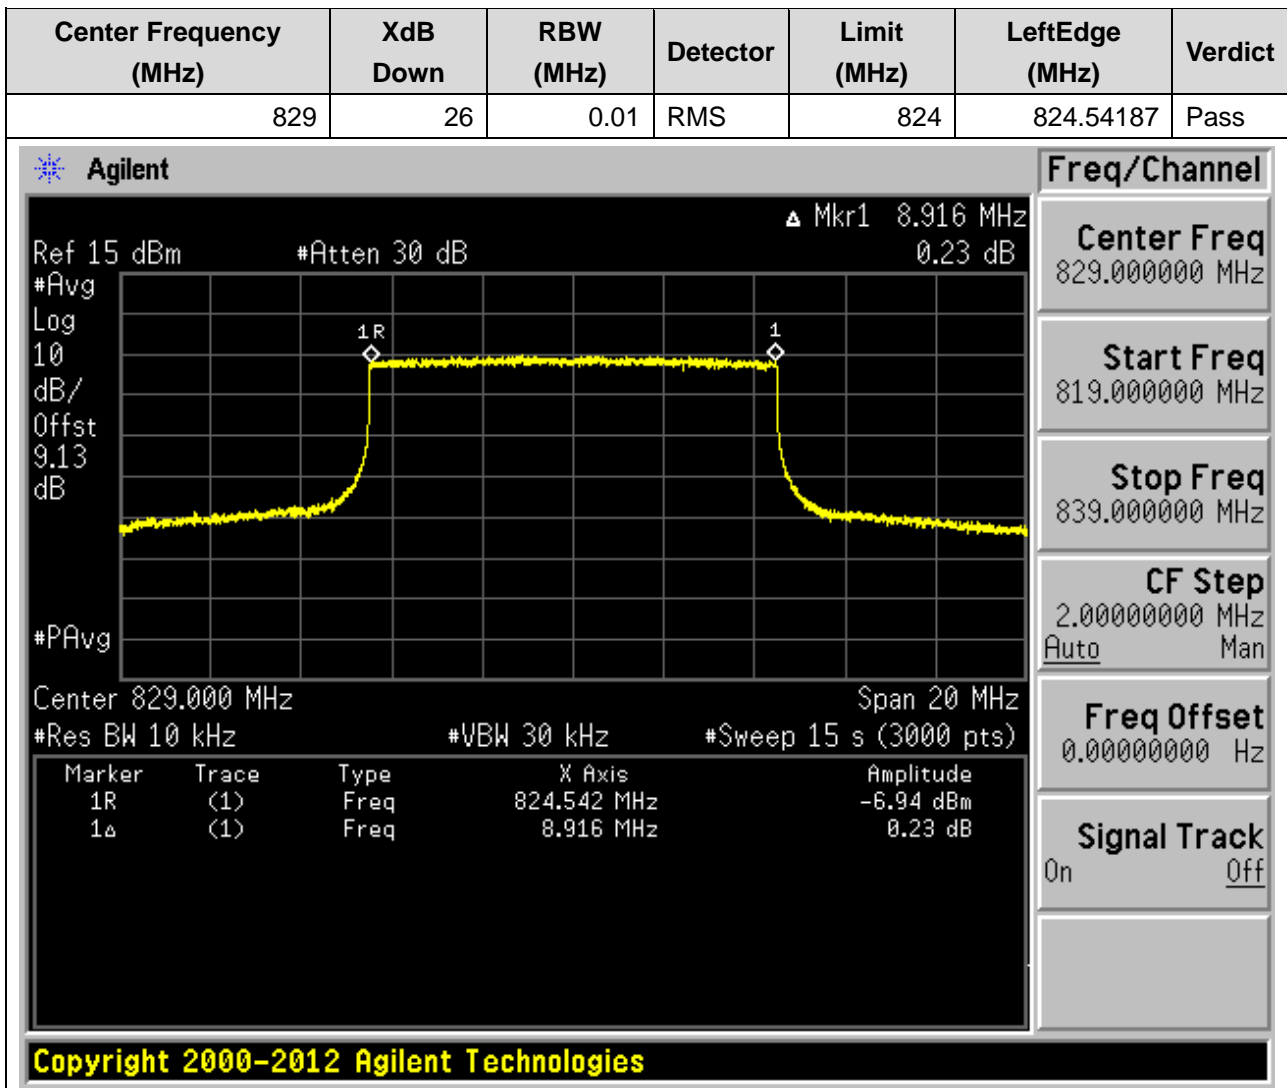 Center Frequency (MHz) XdB Down RBW (MHz) Detector Limit (MHz) LeftEdge (MHz) Verdict
829 26 0.01 RMS 824 824.54187 Pass
Agilent
Freq/Channel
Δ Mkr1 8.916 MHz
Ref 15 dBm #Atten 30 dB 0.23 dB
#Avg
Log
10
dB/
Offst
9.13
dB
1R
1
#PAvg
Center 829.000 MHz Span 20 MHz
#Res BW 10 kHz #VBW 30 kHz #Sweep 15 s (3000 pts)
Marker Trace Type X Axis Amplitude
1R (1) Freq 824.542 MHz -6.94 dBm
1Δ (1) Freq 8.916 MHz 0.23 dB
Center Freq
829.000000 MHz
Start Freq
819.000000 MHz
Stop Freq
839.000000 MHz
CF Step
2.00000000 MHz
Auto Man
Freq Offset
0.00000000 Hz
Signal Track
On Off
Copyright 2000-2012 Agilent Technologies